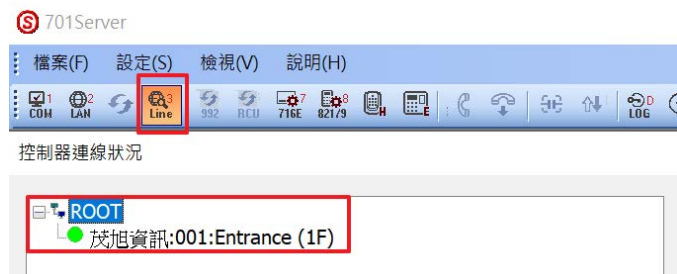 S 701Server
檔案(F) 設定(S) 檢視(V) 說明(H)
1 COM 2 LAN 3 Line 992 RCU 7 716E 8 821/9 H E D LOG
控制器連線狀況
ROOT
茂旭資訊:001:Entrance (1F)